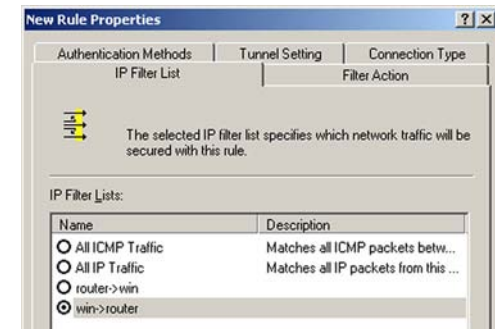 New Rule Properties
Authentication Methods Tunnel Setting Connection Type
IP Filter List Filter Action
The selected IP filter list specifies which network traffic will be
secured with this rule.
IP Filter Lists:
Name Description
All ICMP Traffic Matches all ICMP packets betw...
All IP Traffic Matches all IP packets from this ...
router->win
win->router